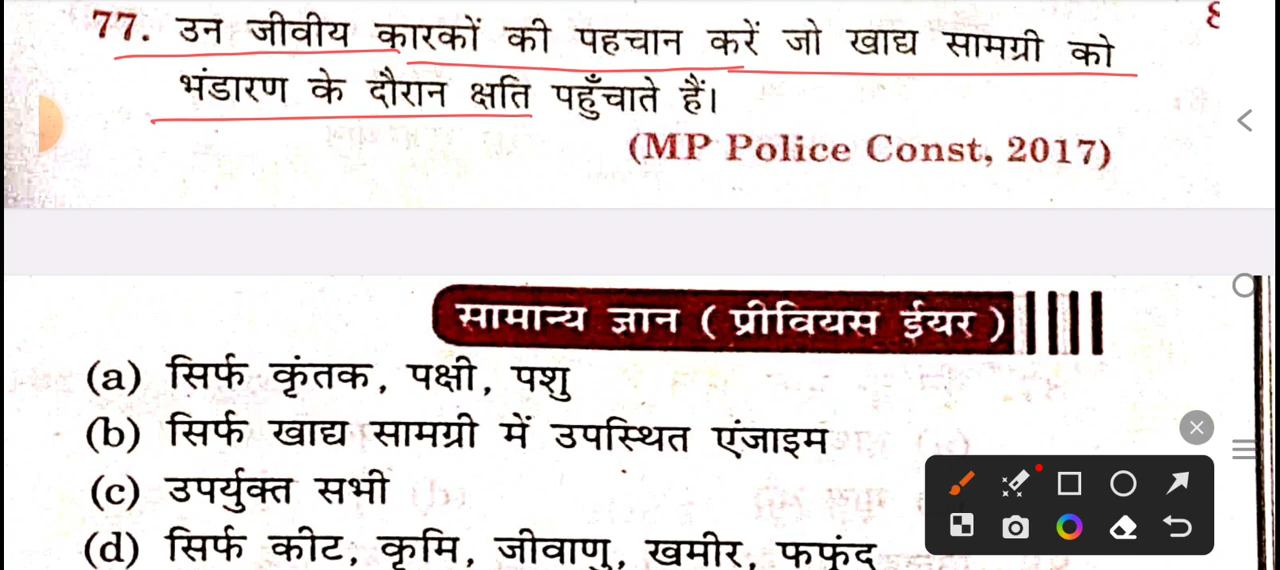 77. उन जीवीय कारकों की पहचान करें जो खाद्य सामग्री को
भंडारण के दौरान क्षति पहुँचाते हैं।
(MP Police Const, 2017)
सामान्य ज्ञान ( प्रीवियस ईयर )
(a) सिर्फ कृंतक, पक्षी, पशु
(b) सिर्फ खाद्य सामग्री में उपस्थित एंजाइम
(c) उपर्युक्त सभी
(d) सिर्फ कीट, कृमि, जीवाणु, खमीर, फफूंद